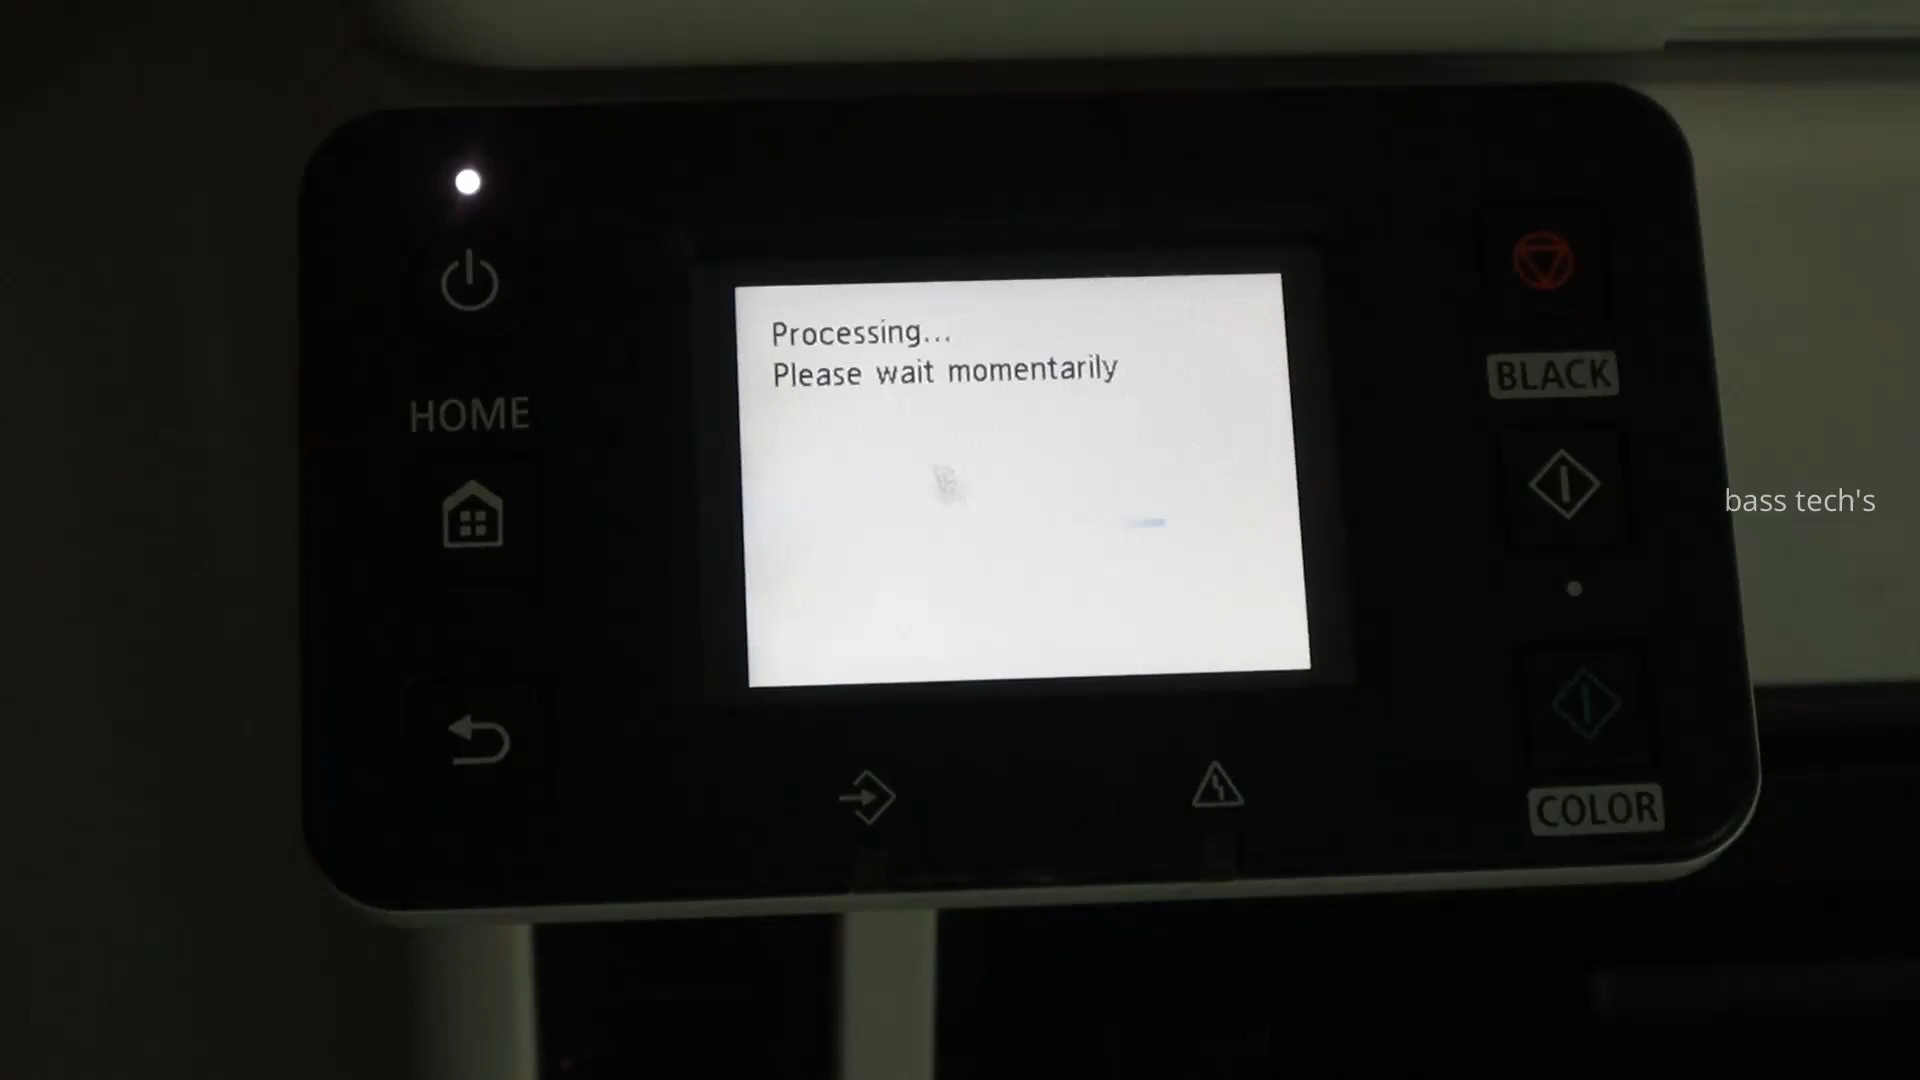 Processing...
Please wait momentarily
HOME
BLACK
COLOR
bass tech's